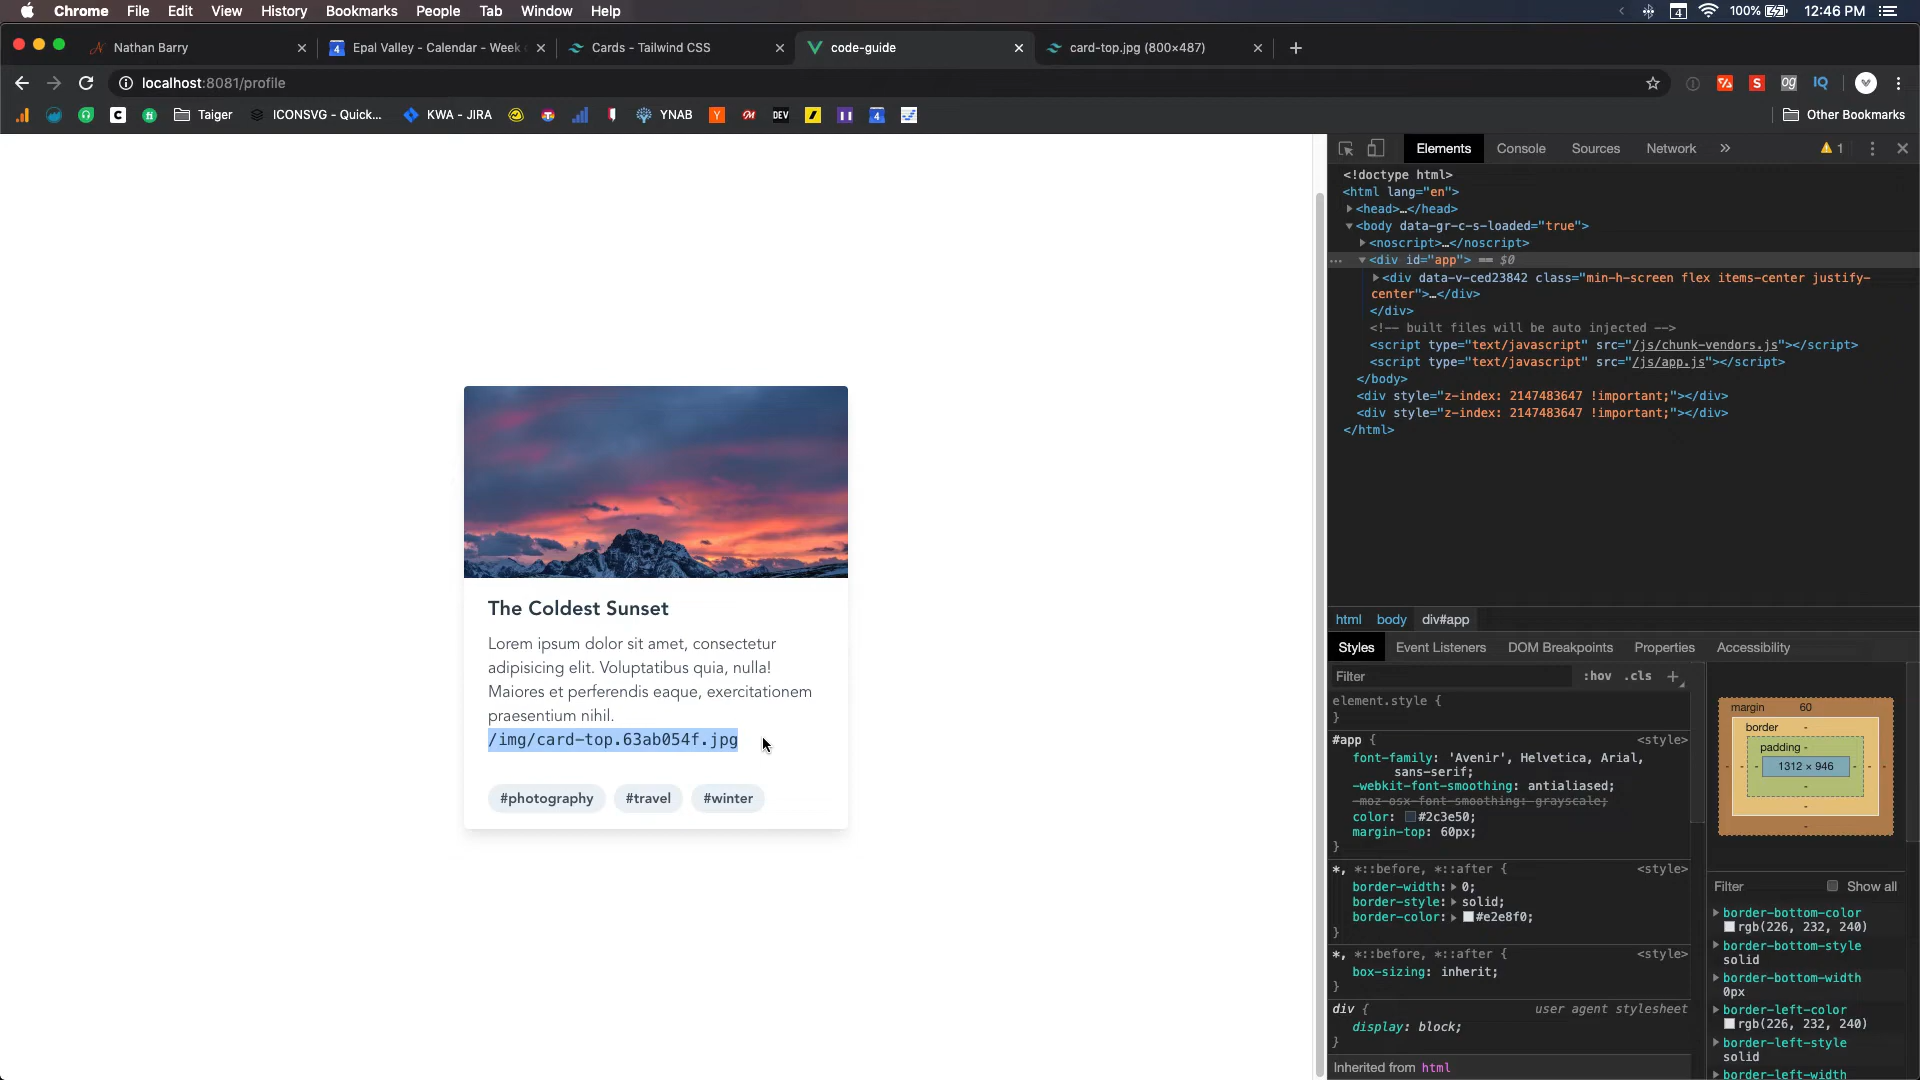 Chrome File Edit View History Bookmarks People Tab Window Help
4 100% 12:46 PM
Nathan Barry
4 Epal Valley - Calendar - Week
Cards - Tailwind CSS
code-guide
card-top.jpg (800×487)
localhost:8081/profile
S og IQ
C fi Taiger ICONSVG - Quick... KWA - JIRA YNAB Y DEV 4 Other Bookmarks
The Coldest Sunset
Lorem ipsum dolor sit amet, consectetur
adipisicing elit. Voluptatibus quia, nulla!
Maiores et perferendis eaque, exercitationem
praesentium nihil.
/img/card-top.63ab054f.jpg
#photography #travel #winter
Elements Console Sources Network » 1
<!doctype html>
<html lang="en">
<head>…</head>
<body data-gr-c-s-loaded="true">
<noscript>…</noscript>
… <div id="app"> == $0
<div data-v-ced23842 class="min-h-screen flex items-center justify-
center">…</div>
</div>
<!-- built files will be auto injected -->
<script type="text/javascript" src="/js/chunk-vendors.js"></script>
<script type="text/javascript" src="/js/app.js"></script>
</body>
<div style="z-index: 2147483647 !important;"></div>
<div style="z-index: 2147483647 !important;"></div>
</html>
html body div#app
Styles Event Listeners DOM Breakpoints Properties Accessibility
Filter :hov .cls +
element.style {
}
#app { <style>
font-family: 'Avenir', Helvetica, Arial,
sans-serif;
-webkit-font-smoothing: antialiased;
-moz-osx-font-smoothing: grayscale;
color: #2c3e50;
margin-top: 60px;
}
*, *::before, *::after { <style>
border-width: 0;
border-style: solid;
border-color: #e2e8f0;
}
*, *::before, *::after { <style>
box-sizing: inherit;
}
div { user agent stylesheet
display: block;
}
Inherited from html
margin 60
border -
padding -
1312 × 946
Filter Show all
border-bottom-color
rgb(226, 232, 240)
border-bottom-style
solid
border-bottom-width
0px
border-left-color
rgb(226, 232, 240)
border-left-style
solid
border-left-width